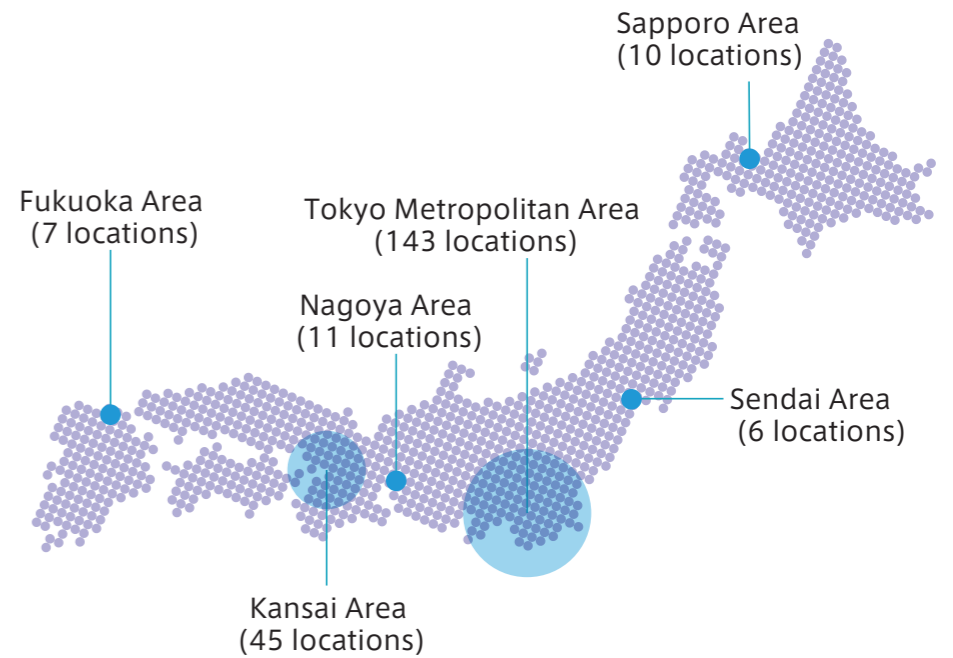 Sapporo Area
(10 locations)
Fukuoka Area
(7 locations)
Tokyo Metropolitan Area
(143 locations)
Nagoya Area
(11 locations)
Sendai Area
(6 locations)
Kansai Area
(45 locations)